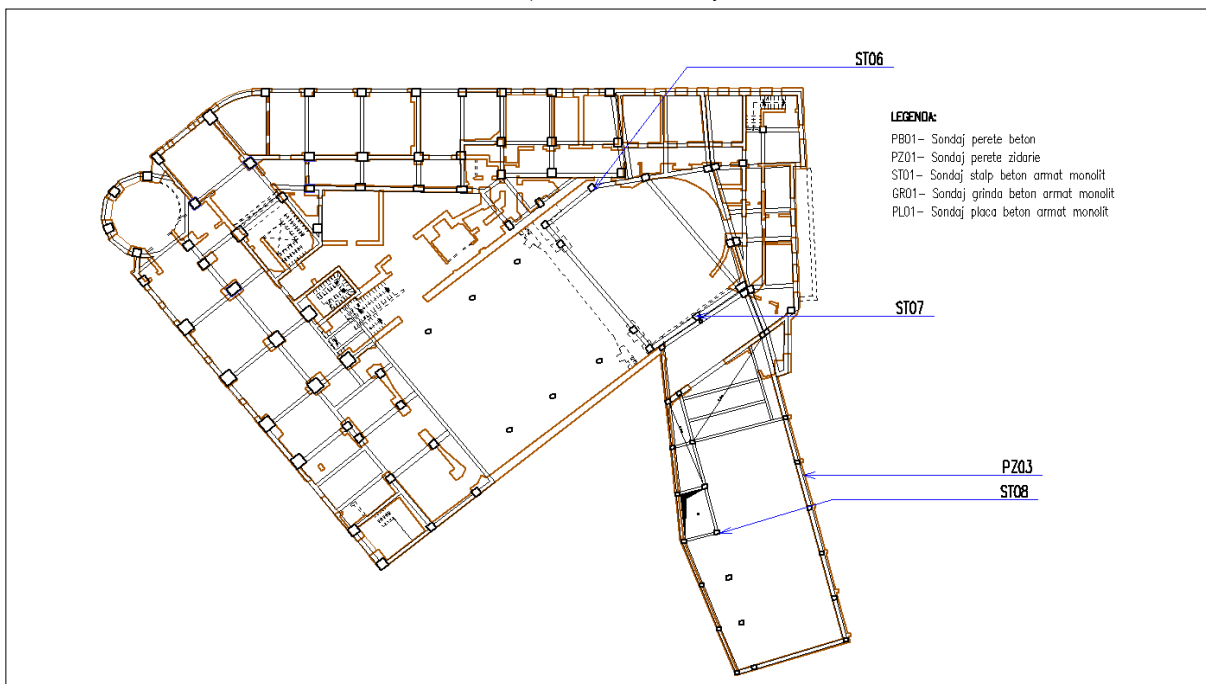 ST06
LEGENDA:
PB01- Sondaj perete beton
PZ01- Sondaj perete zidarie
ST01- Sondaj stalp beton armat monolit
GR01- Sondaj grinda beton armat monolit
PL01- Sondaj placa beton armat monolit
ST07
PZ03
ST08